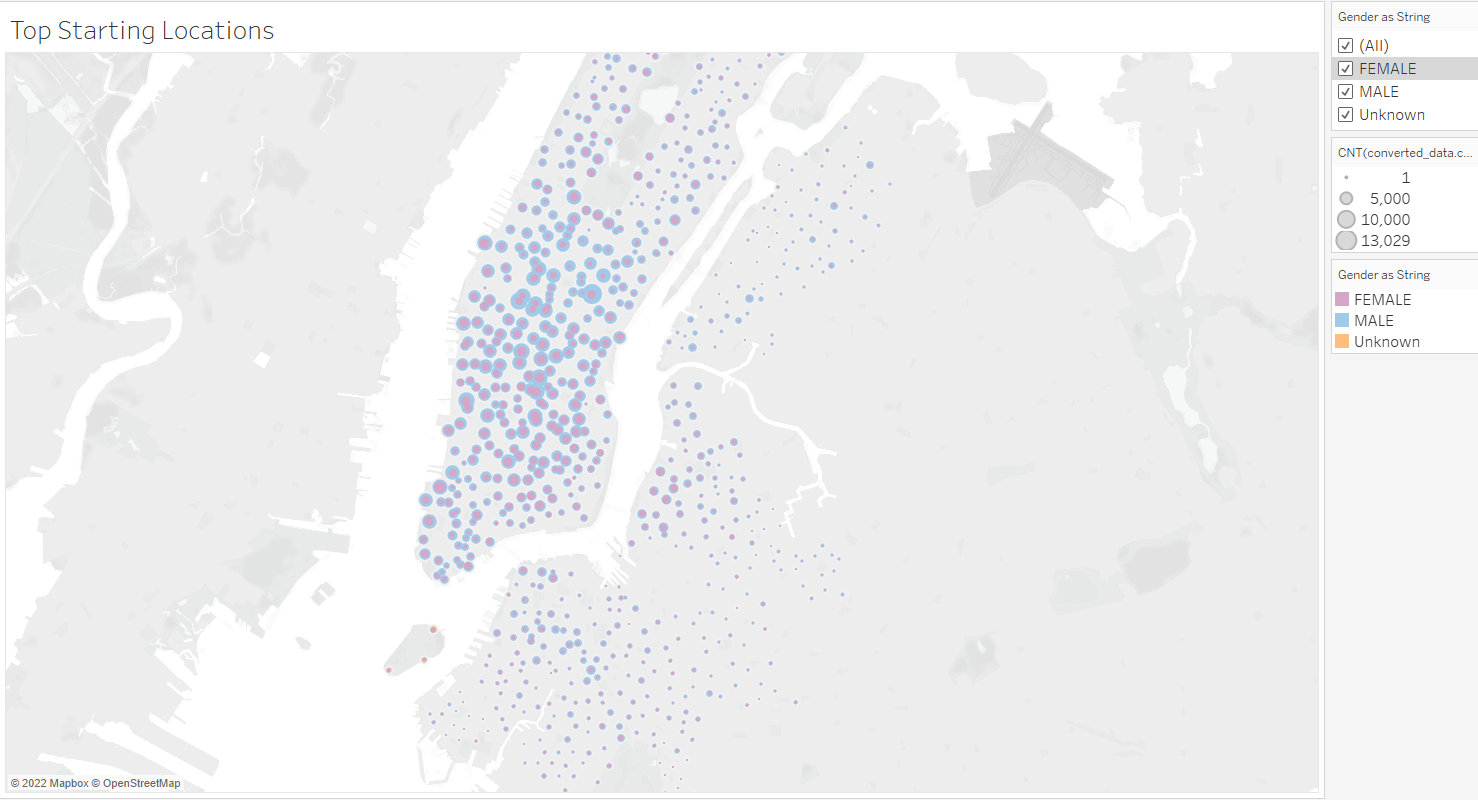 Top Starting Locations
Gender as String
(All)
FEMALE
MALE
Unknown
CNT(converted_data.c...
1
5,000
10,000
13,029
Gender as String
FEMALE
MALE
Unknown
© 2022 Mapbox © OpenStreetMap